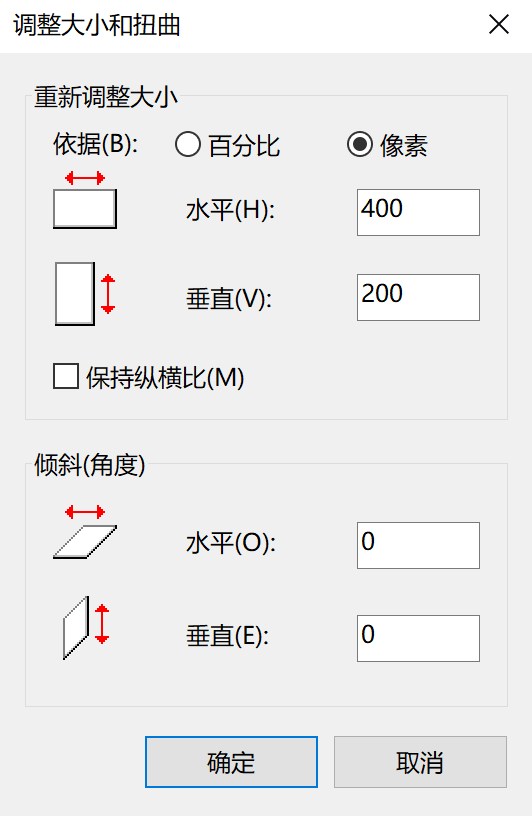 调整大小和扭曲
重新调整大小
依据(B): 百分比 像素
水平(H): 400
垂直(V): 200
保持纵横比(M)
倾斜(角度)
水平(O): 0
垂直(E): 0
确定 取消